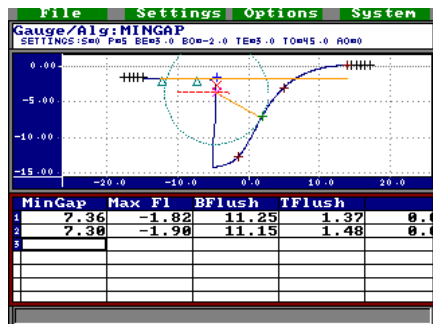 File Settings Options System
Gauge/Alg:MINGAP
SETTINGS:S=0 P=5 BE=3.0 BO=-2.0 TE=3.0 TO=45.0 AO=0
0.00
-5.00
-10.00
-15.00
-20.0 -10.0 0.0 10.0 20.0
MinGap Max Fl BFlush TFlush
1 7.36 -1.82 11.25 1.37 0.0
2 7.30 -1.90 11.15 1.48 0.0
3